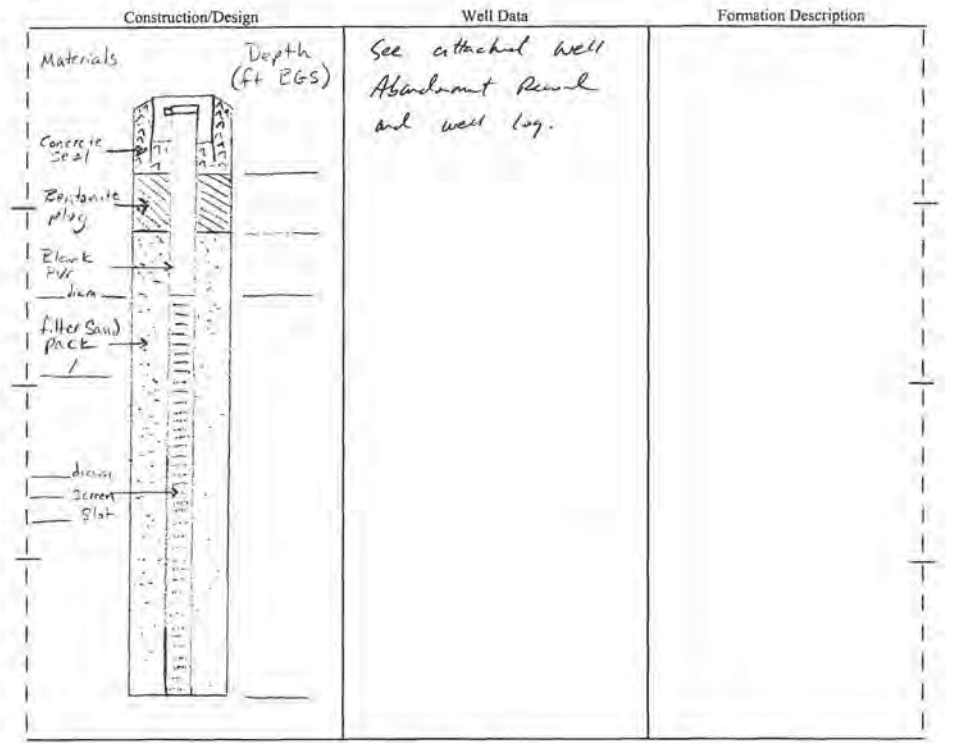 Construction/Design
Well Data
Formation Description
Materials
Depth
(ft BGS)
Concrete
Seal
Bentonite
plug
Blank
PVC
diam
filter Sand
pack
diam
Screen
Slot
See attached well
Abandonment Record
and well log.